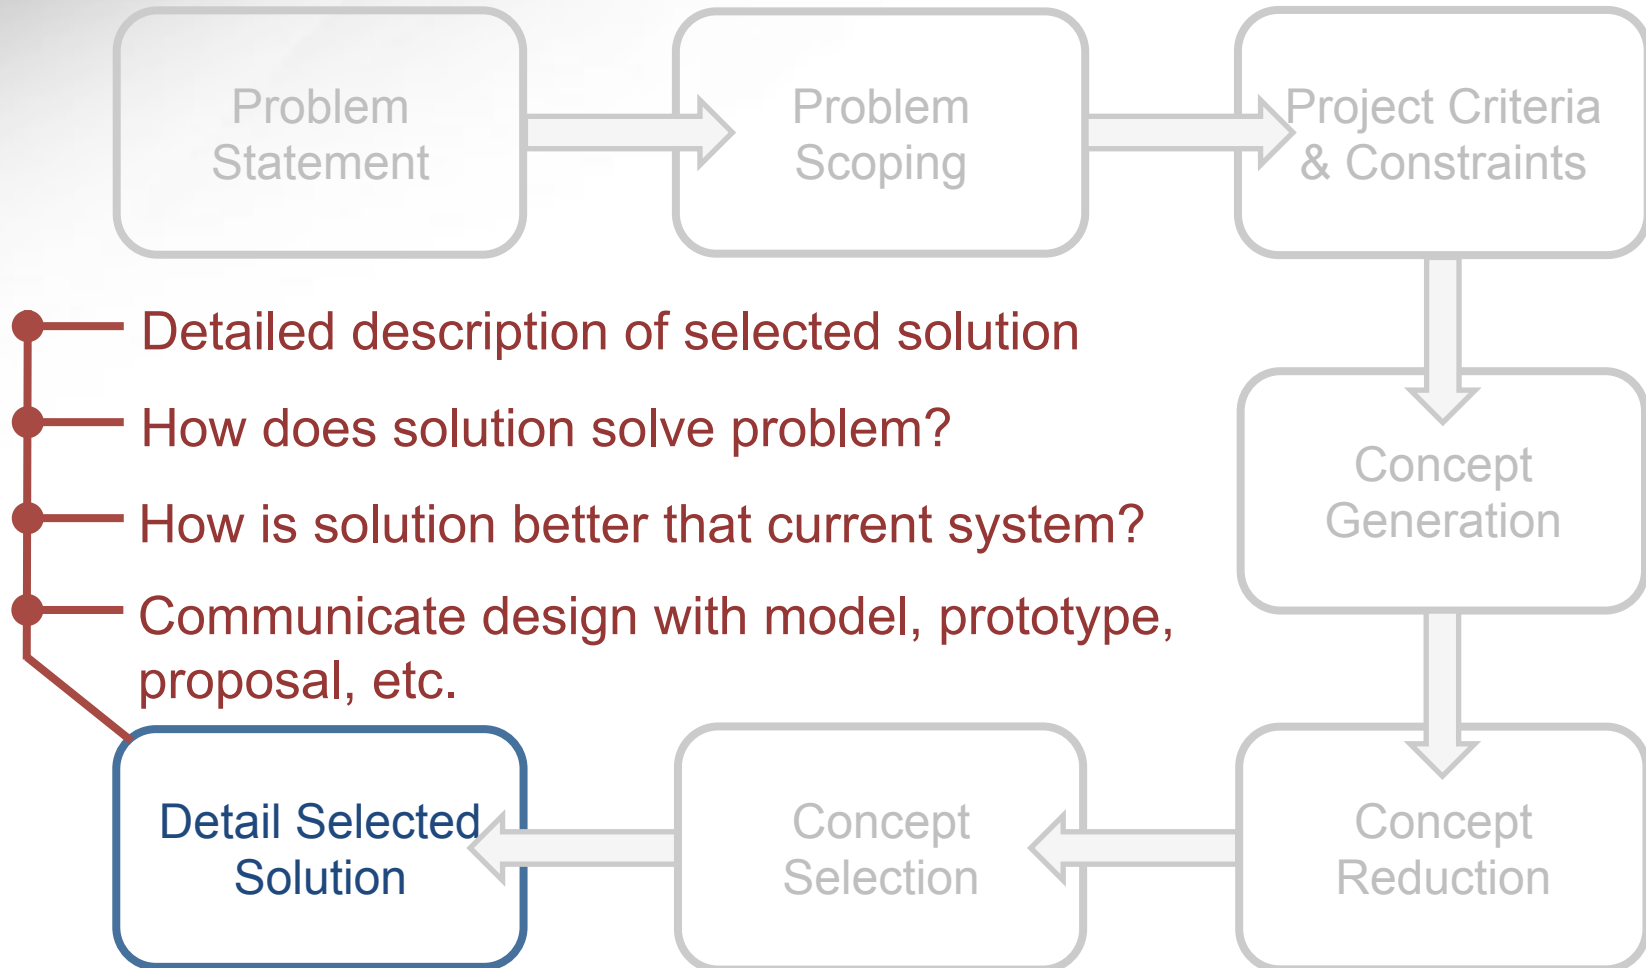 Problem
Statement
Problem
Scoping
Project Criteria
& Constraints
Detailed description of selected solution
How does solution solve problem?
How is solution better that current system?
Communicate design with model, prototype,
proposal, etc.
Concept
Generation
Detail Selected
Solution
Concept
Selection
Concept
Reduction